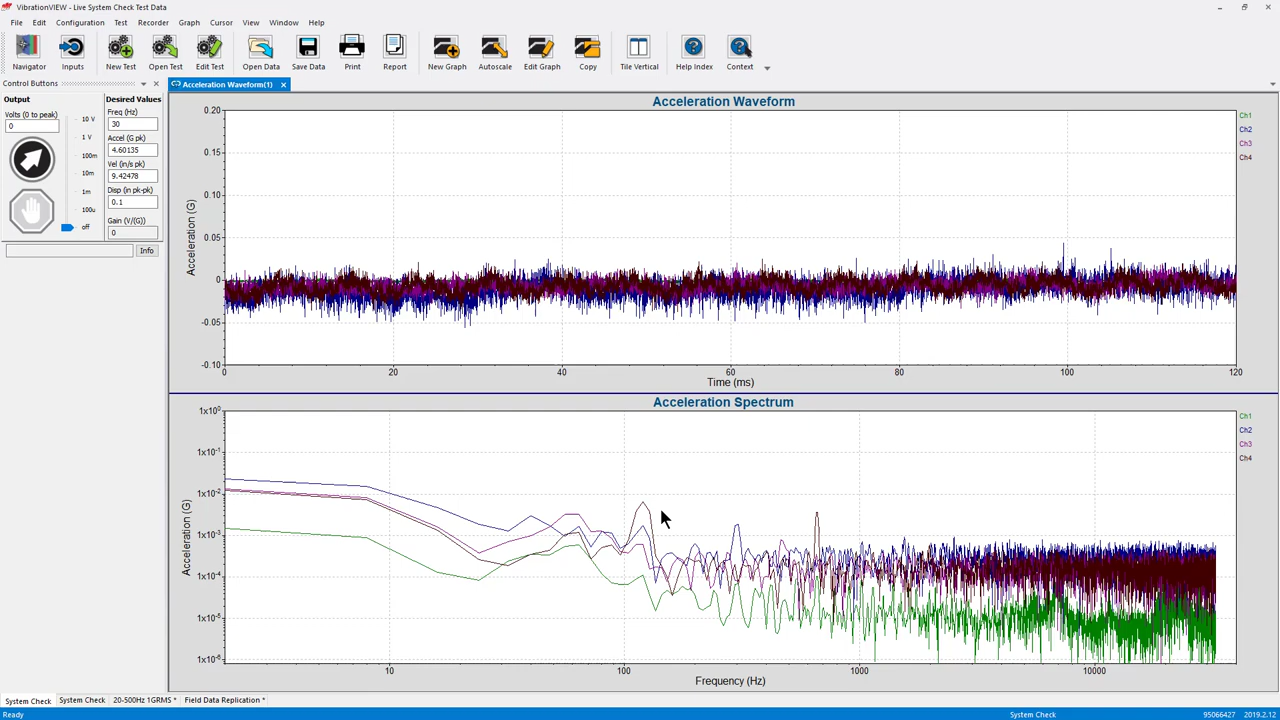 VibrationVIEW - Live System Check Test Data
File Edit Configuration Test Recorder Graph Cursor View Window Help
Navigator Inputs New Test Open Test Edit Test Open Data Save Data Print Report New Graph Autoscale Edit Graph Copy Tile Vertical Help Index Context
Control Buttons
Acceleration Waveform(1)
Output
Volts (0 to peak)
0
10 V
1 V
100m
10m
1m
100u
off
Desired Values
Freq (Hz)
30
Accel (G pk)
4.60135
Vel (in/s pk)
9.42478
Disp (in pk-pk)
0.1
Gain (V/(G))
0
Info
Acceleration Waveform
0.20
0.15
0.10
0.05
0
-0.05
-0.10
Acceleration (G)
0 20 40 60 80 100 120
Time (ms)
Ch1
Ch2
Ch3
Ch4
Acceleration Spectrum
1x10⁰
1x10⁻¹
1x10⁻²
1x10⁻³
1x10⁻⁴
1x10⁻⁵
1x10⁻⁶
Acceleration (G)
10 100 1000 10000
Frequency (Hz)
Ch1
Ch2
Ch3
Ch4
System Check System Check 20-500Hz 1GRMS * Field Data Replication *
Ready System Check 95066427 2019.2.12